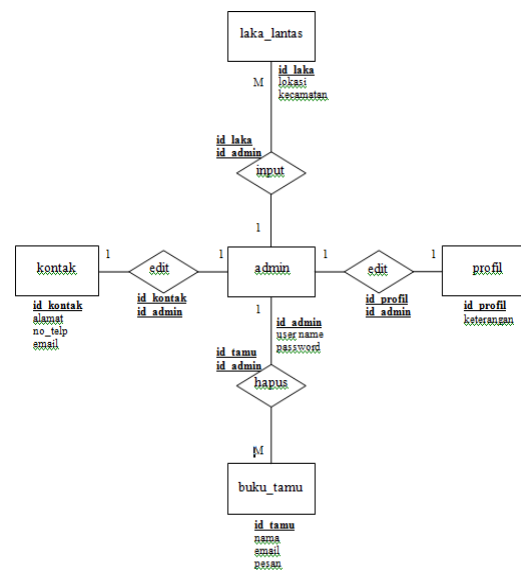 laka_lantas
M
id_laka
lokasi
kecamatan
id_laka
id_admin
input
1
kontak
1
edit
1
admin
1
edit
1
profil
id_kontak
alamat
no_telp
email
id_kontak
id_admin
1
id_admin
user name
password
id_profil
id_admin
id_profil
keterangan
id_tamu
id_admin
hapus
M
buku_tamu
id_tamu
nama
email
pesan